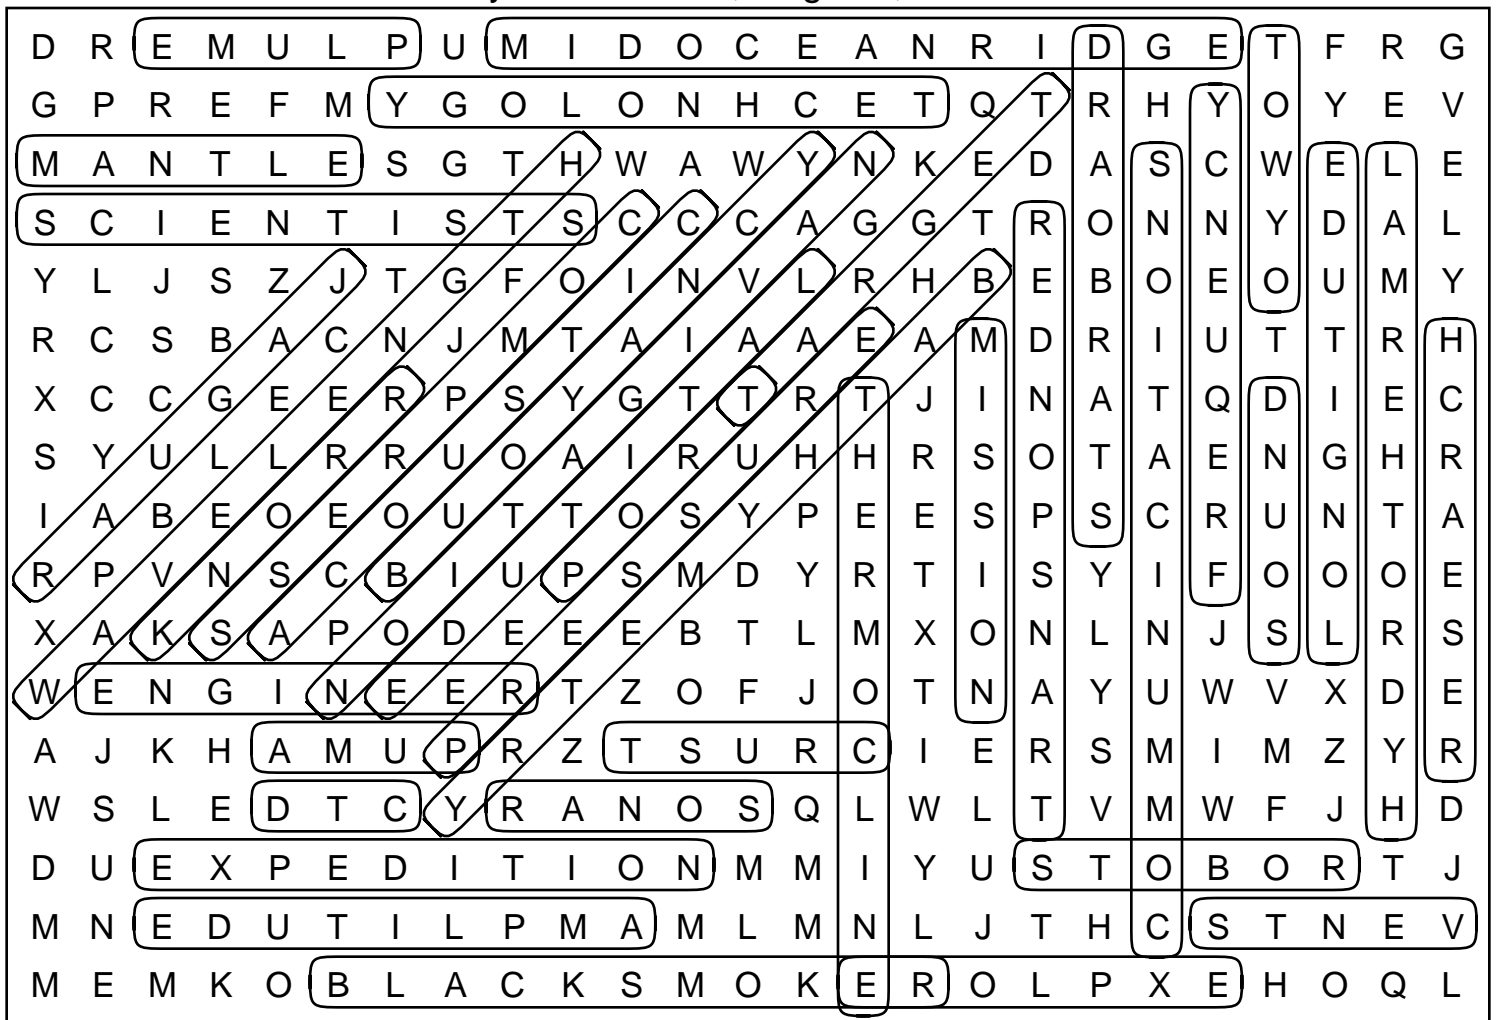 D R E M U L P U M I D O C E A N R I D G E T F R G
G P R E F M Y G O L O N H C E T Q T R H Y O Y E V
M A N T L E S G T H W A W Y N K E D A S C W E L E
S C I E N T I S T S C C C A G G T R O N N Y D A L
Y L J S Z J T G F O I N V L R H B E B O E O U M Y
R C S B A C N J M T A I A A E A M D R I U T T R H
X C C G E E R P S Y G T T R T J I N A T Q D I E C
S Y U L L R R U O A I R U H H R S O T A E N G H R
I A B E O E O U T T O S Y P E E S P S C R U N T A
R P V N S C B I U P S M D Y R T I S Y I F O O O E
X A K S A P O D E E E B T L M X O N L N J S L R S
W E N G I N E E R T Z O F J O T N A Y U W V X D E
A J K H A M U P R Z T S U R C I E R S M I M Z Y R
W S L E D T C Y R A N O S Q L W L T V M W F J H D
D U E X P E D I T I O N M M I Y U S T O B O R T J
M N E D U T I L P M A M L M N L J T H C S T N E V
M E M K O B L A C K S M O K E R O L P X E H O Q L